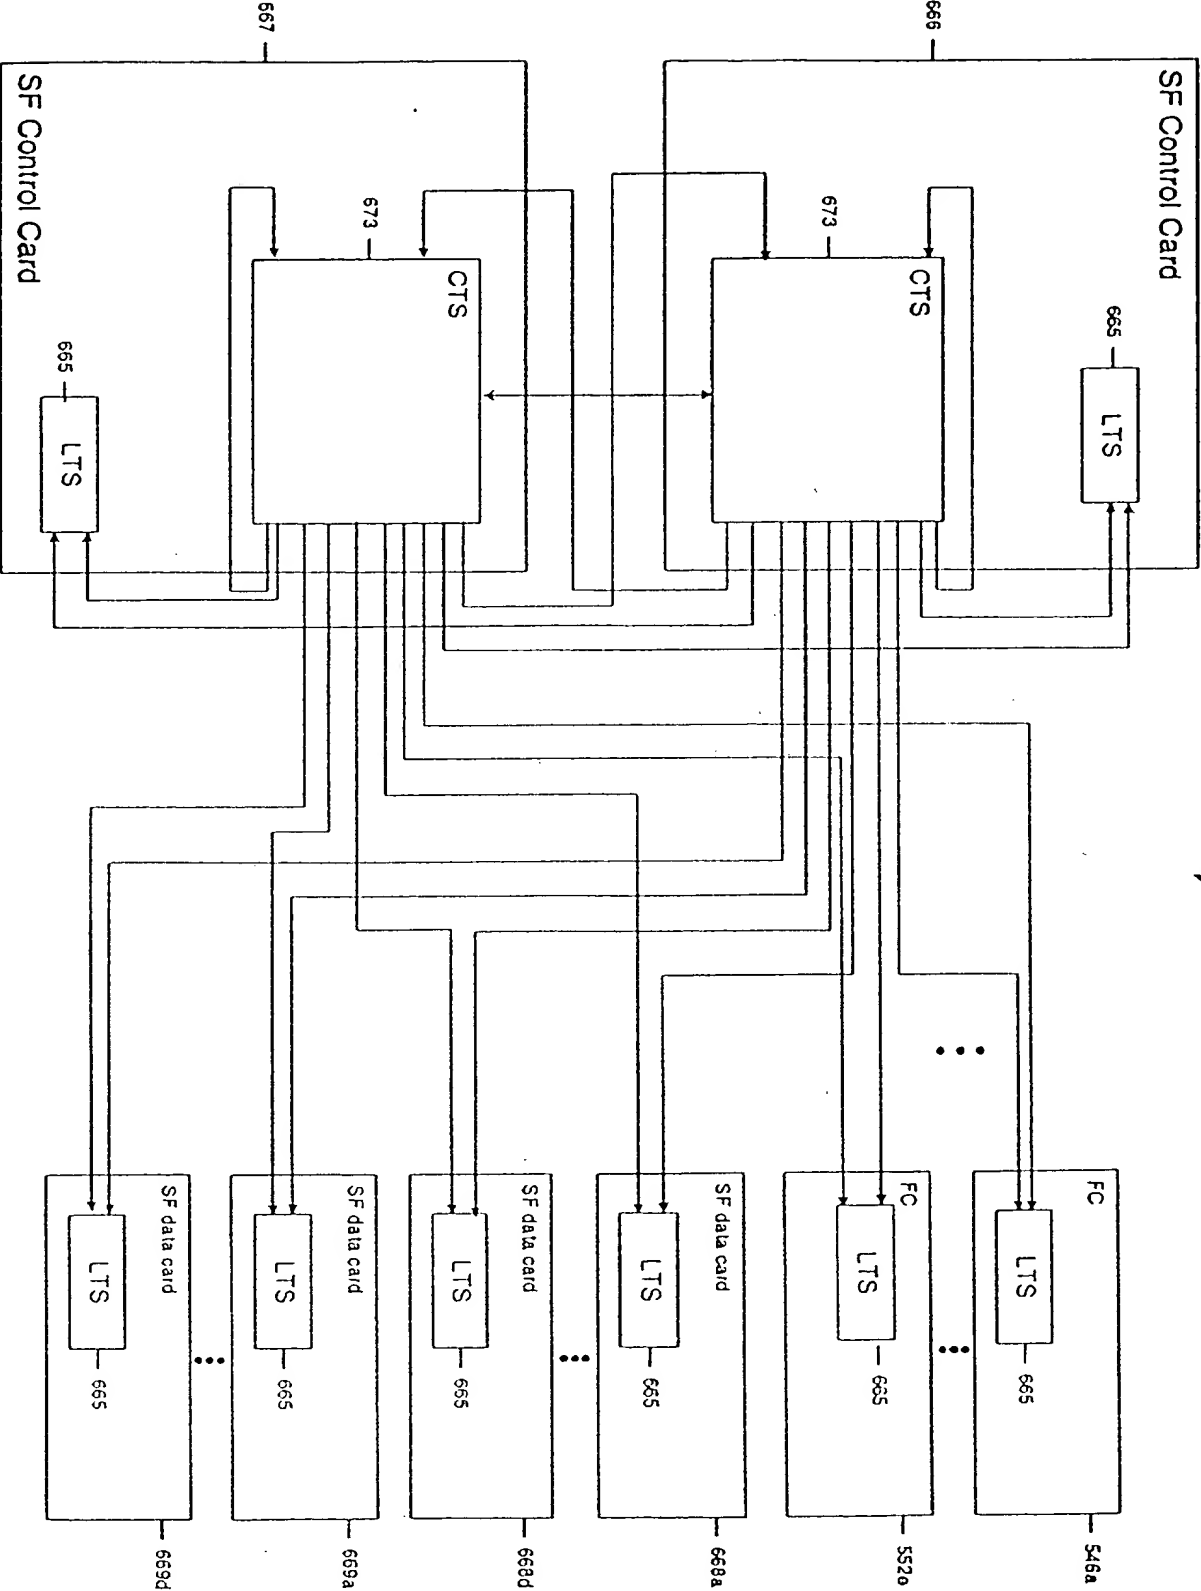 666
SF Control Card
665
LTS
CTS
673
667
SF Control Card
CTS
673
665
LTS
FC
LTS
665
546a
FC
LTS
665
552o
SF data card
LTS
665
668a
SF data card
LTS
665
668d
SF data card
LTS
665
669a
SF data card
LTS
665
669d